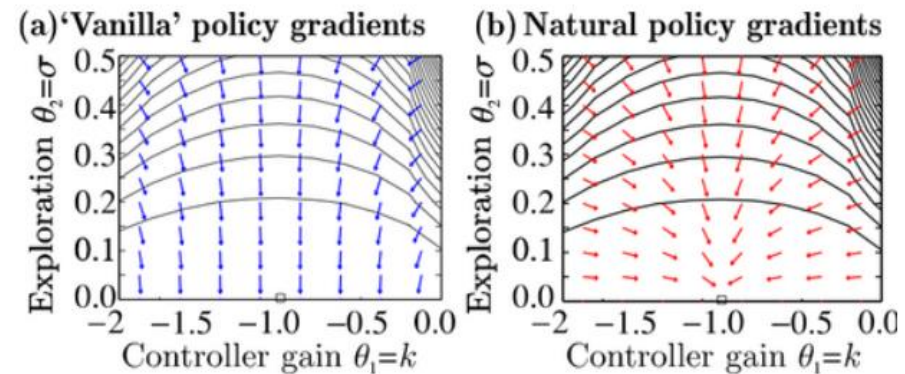 (a)‘Vanilla’ policy gradients
Exploration θ₂=σ
0.5
0.4
0.3
0.2
0.1
0.0
−2 −1.5 −1.0 −0.5 0.0
Controller gain θ₁=k
(b) Natural policy gradients
Exploration θ₂=σ
0.5
0.4
0.3
0.2
0.1
0.0
−2 −1.5 −1.0 −0.5 0.0
Controller gain θ₁=k